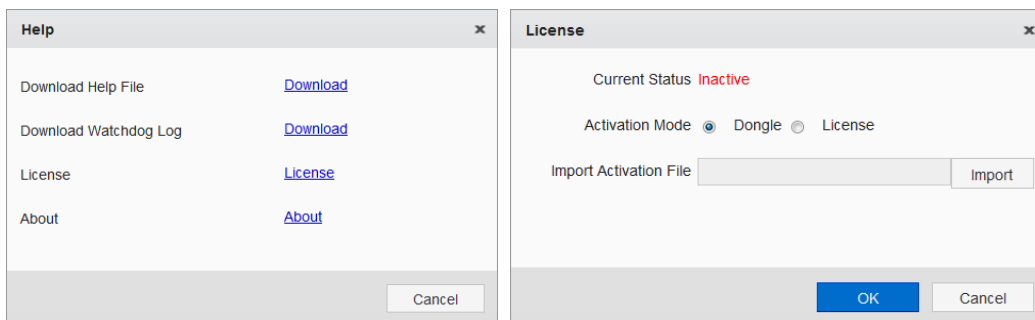 Help
Download Help File Download
Download Watchdog Log Download
License License
About About
Cancel
License
Current Status Inactive
Activation Mode Dongle License
Import Activation File Import
OK Cancel